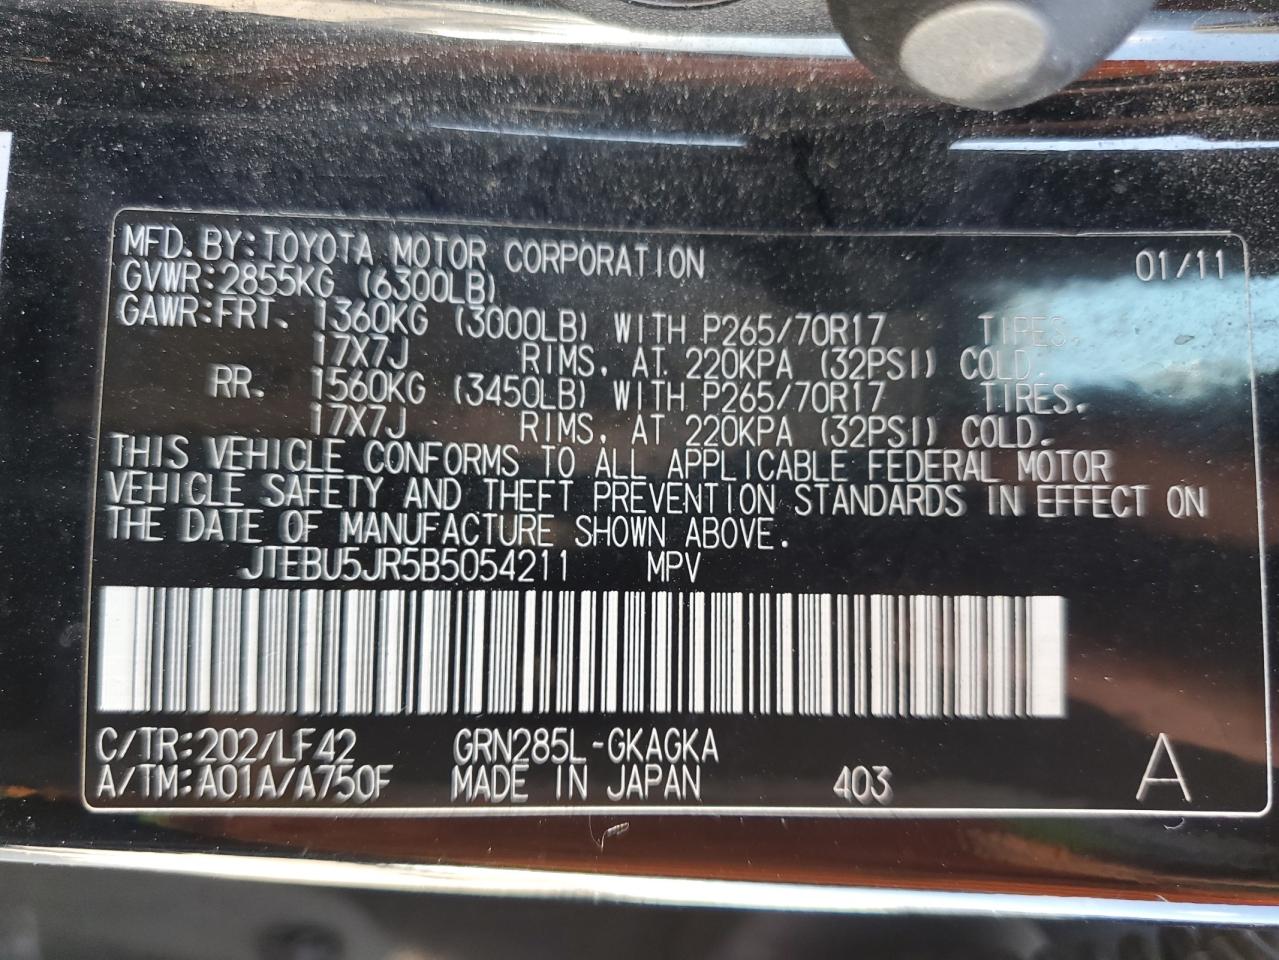 MFD.BY:TOYOTA MOTOR CORPORATION 01/11
GVWR:2855KG (6300LB)
GAWR:FRT. 1360KG (3000LB) WITH P265/70R17 TIRES.
17X7J RIMS, AT 220KPA (32PSI) COLD.
RR. 1560KG (3450LB) WITH P265/70R17 TIRES.
17X7J RIMS, AT 220KPA (32PSI) COLD.
THIS VEHICLE CONFORMS TO ALL APPLICABLE FEDERAL MOTOR
VEHICLE SAFETY AND THEFT PREVENTION STANDARDS IN EFFECT ON
THE DATE OF MANUFACTURE SHOWN ABOVE.
JTEBU5JR5B5054211 MPV
C/TR:202/LF42 GRN285L-GKAGKA
A/TM:A01A/A750F MADE IN JAPAN 403 A